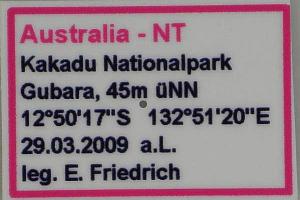 Australia - NT
Kakadu Nationalpark
Gubara, 45m üNN
12°50'17"S 132°51'20"E
29.03.2009 a.L.
leg. E. Friedrich